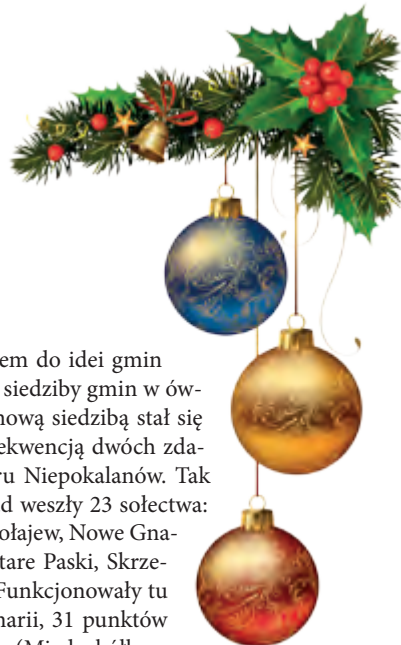 em do idei gmin
siedziby gmin w ów-
nową siedzibą stał się
ekwencją dwóch zda-
ru Niepokalanów. Tak
d weszły 23 sołectwa:
ołajew, Nowe Gna-
tare Paski, Skrze-
Funkcjonowały tu
narii, 31 punktów